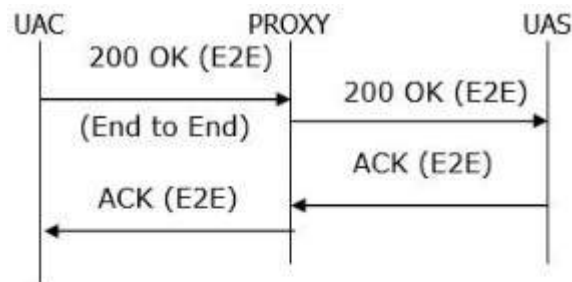 UAC PROXY UAS
200 OK (E2E)
200 OK (E2E)
(End to End)
ACK (E2E)
ACK (E2E)